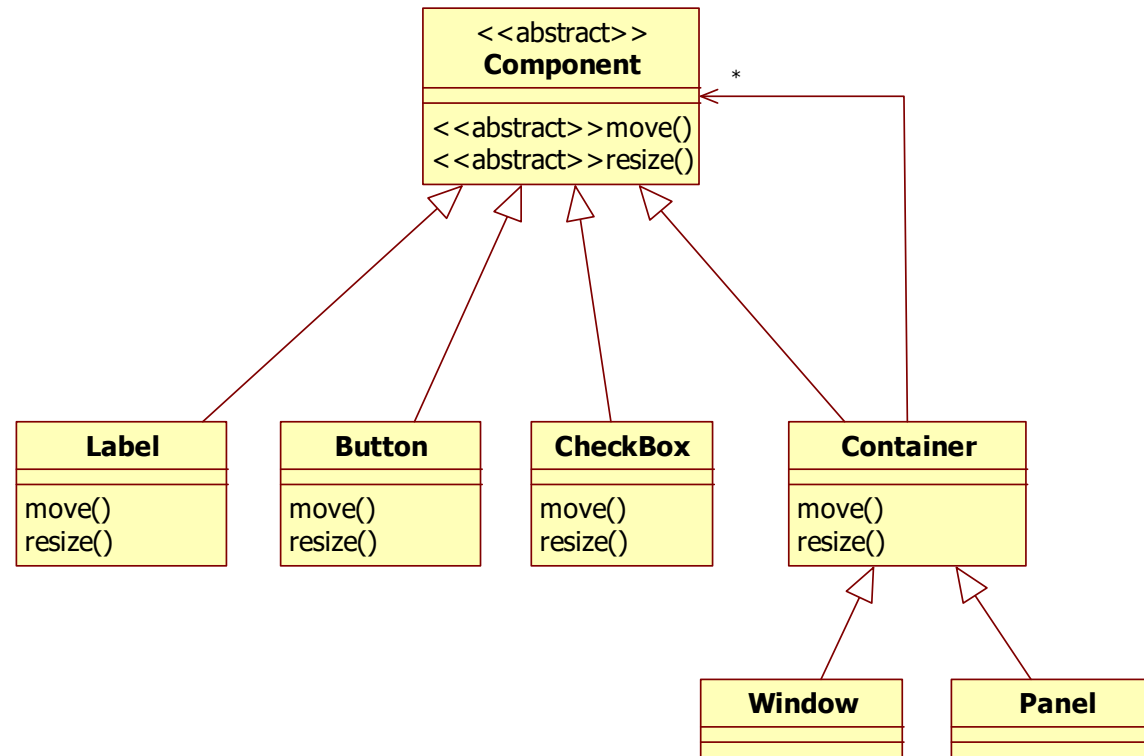 <<abstract>>
Component
*
<<abstract>>move()
<<abstract>>resize()
Label
move()
resize()
Button
move()
resize()
CheckBox
move()
resize()
Container
move()
resize()
Window
Panel